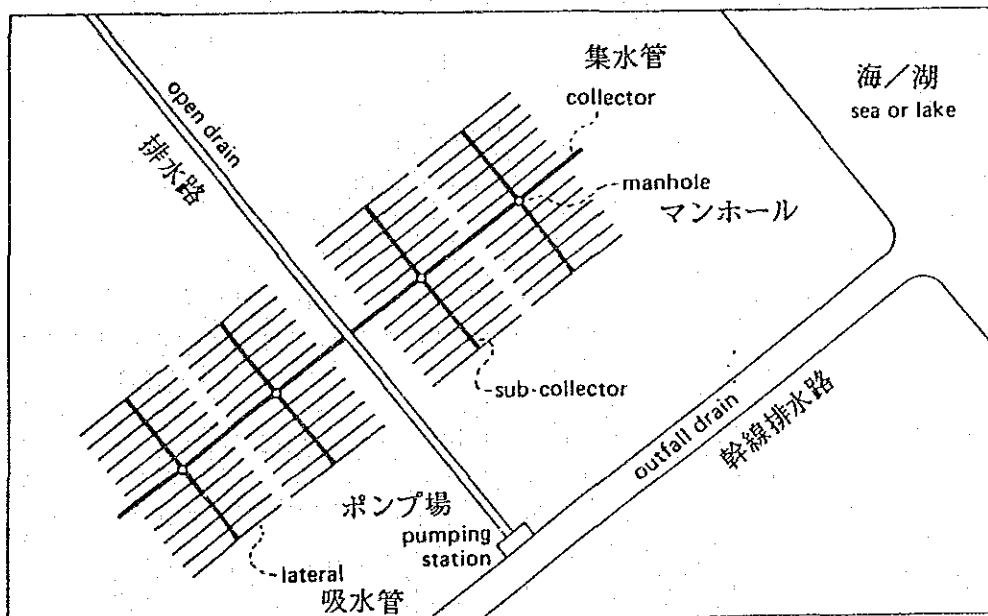 集水管
collector
海／湖
sea or lake
open drain
排水路
manhole
マンホール
sub-collector
outfall drain
幹線排水路
ポンプ場
pumping
station
lateral
吸水管